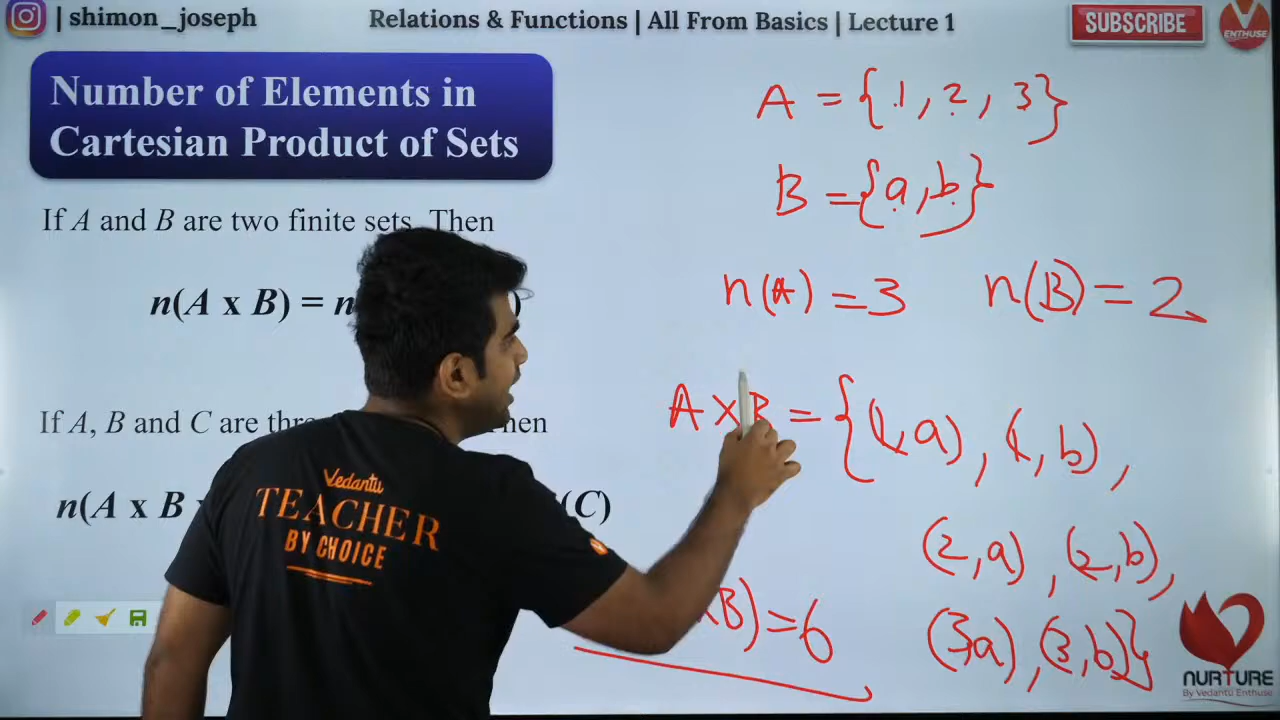 | shimon_joseph
Relations & Functions | All From Basics | Lecture 1
SUBSCRIBE
ENTHUSE
Number of Elements in
Cartesian Product of Sets
If A and B are two finite sets. Then
n(A x B) = n )
If A, B and C are
n(A x B (C)
A = {1, 2, 3}
B = {a, b}
n(A) = 3 n(B) = 2
A × B = {(1, a), (1, b),
(2, a), (2, b),
(3, a), (3, b)}
B) = 6
Vedantu
TEACHER
BY CHOICE
NURTURE
By Vedantu Enthuse